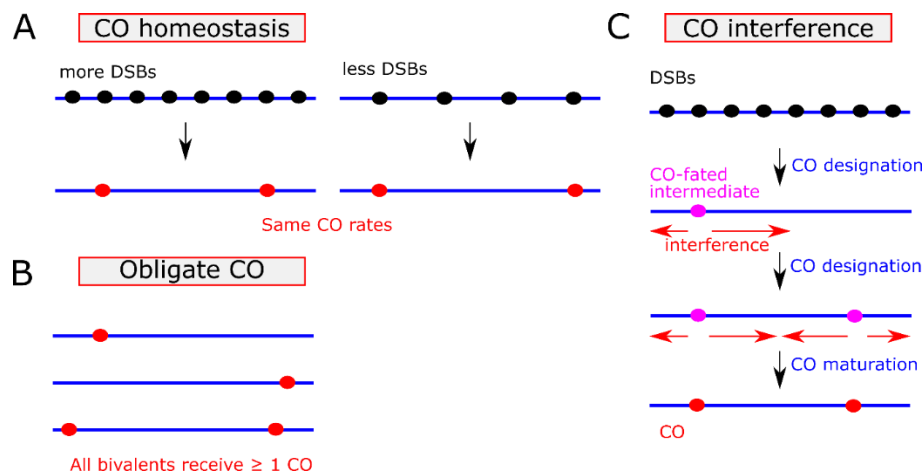 A
CO homeostasis
more DSBs
less DSBs
Same CO rates
B
Obligate CO
All bivalents receive ≥ 1 CO
C
CO interference
DSBs
CO designation
CO-fated
intermediate
interference
CO designation
CO maturation
CO